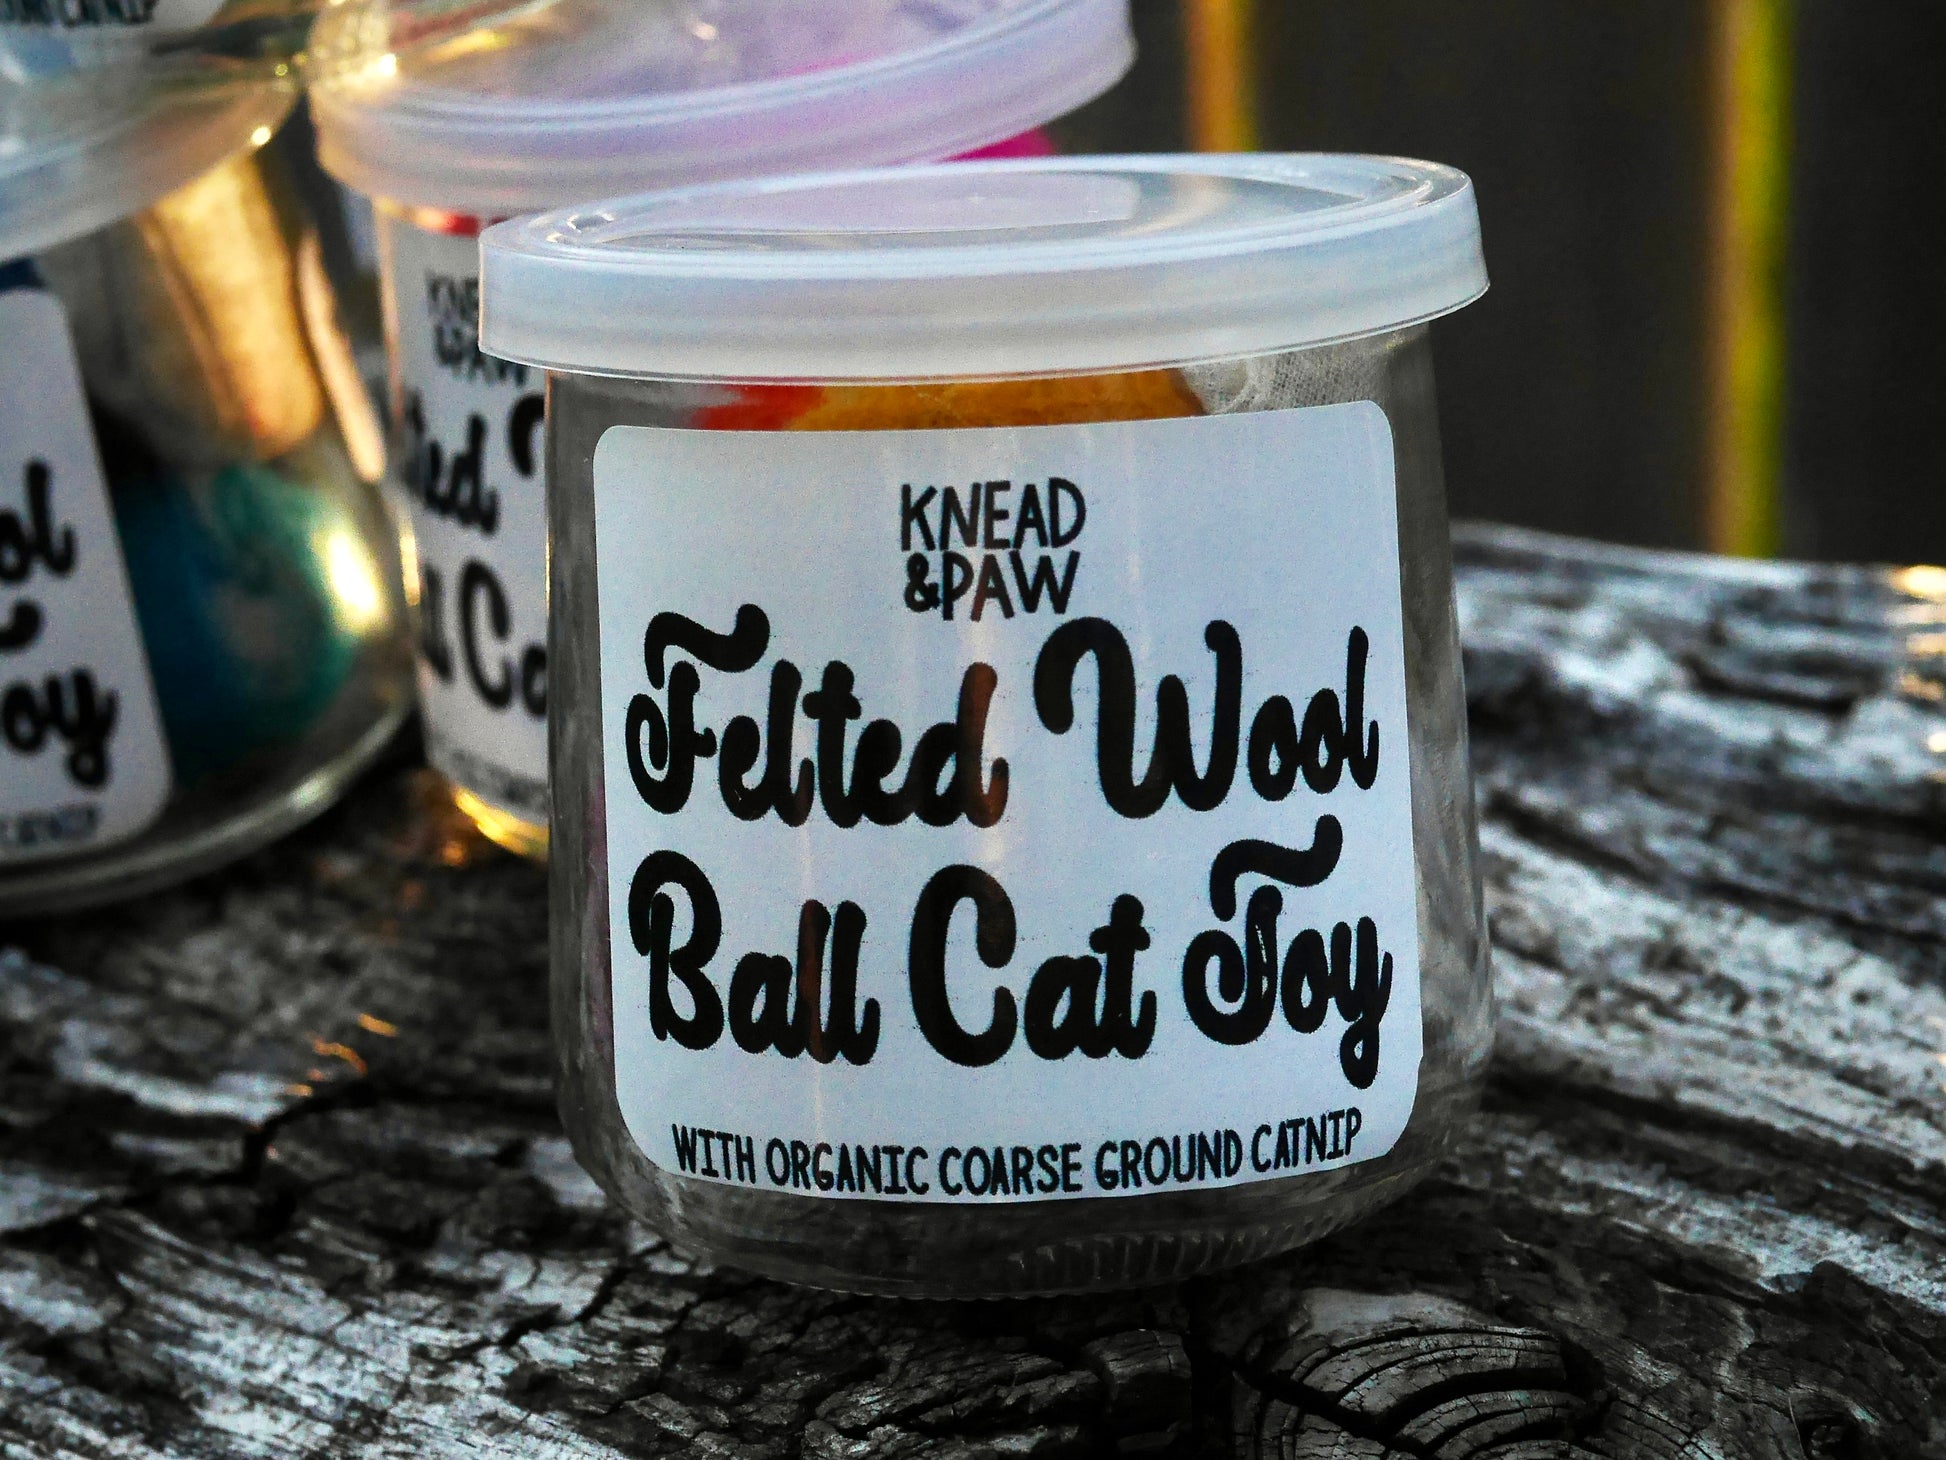 KNEAD
&PAW
Felted Wool
Ball Cat Toy
WITH ORGANIC COARSE GROUND CATNIP